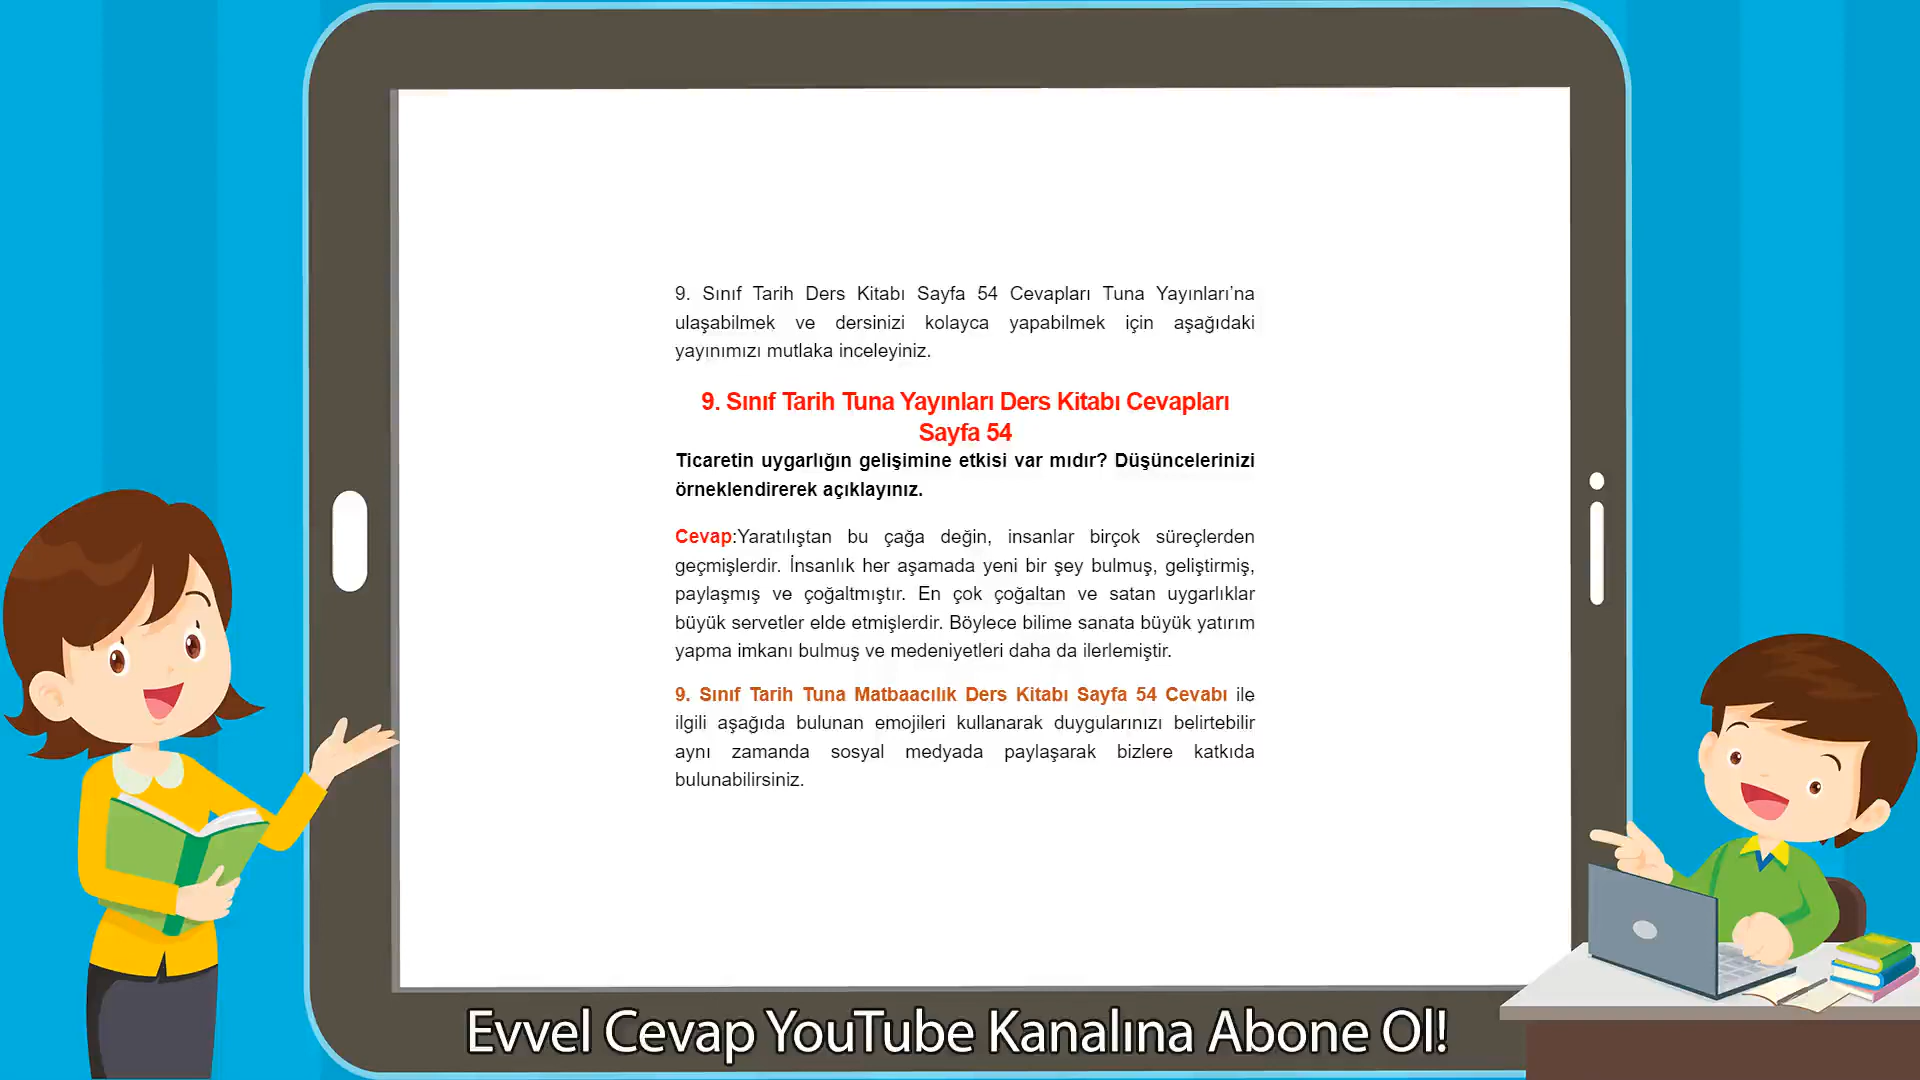 9. Sınıf Tarih Ders Kitabı Sayfa 54 Cevapları Tuna Yayınları’na
ulaşabilmek ve dersinizi kolayca yapabilmek için aşağıdaki
yayınımızı mutlaka inceleyiniz.
9. Sınıf Tarih Tuna Yayınları Ders Kitabı Cevapları
Sayfa 54
Ticaretin uygarlığın gelişimine etkisi var mıdır? Düşüncelerinizi
örneklendirerek açıklayınız.
Cevap:Yaratılıştan bu çağa değin, insanlar birçok süreçlerden
geçmişlerdir. İnsanlık her aşamada yeni bir şey bulmuş, geliştirmiş,
paylaşmış ve çoğaltmıştır. En çok çoğaltan ve satan uygarlıklar
büyük servetler elde etmişlerdir. Böylece bilime sanata büyük yatırım
yapma imkanı bulmuş ve medeniyetleri daha da ilerlemiştir.
9. Sınıf Tarih Tuna Matbaacılık Ders Kitabı Sayfa 54 Cevabı ile
ilgili aşağıda bulunan emojileri kullanarak duygularınızı belirtebilir
aynı zamanda sosyal medyada paylaşarak bizlere katkıda
bulunabilirsiniz.
Evvel Cevap YouTube Kanalına Abone Ol!